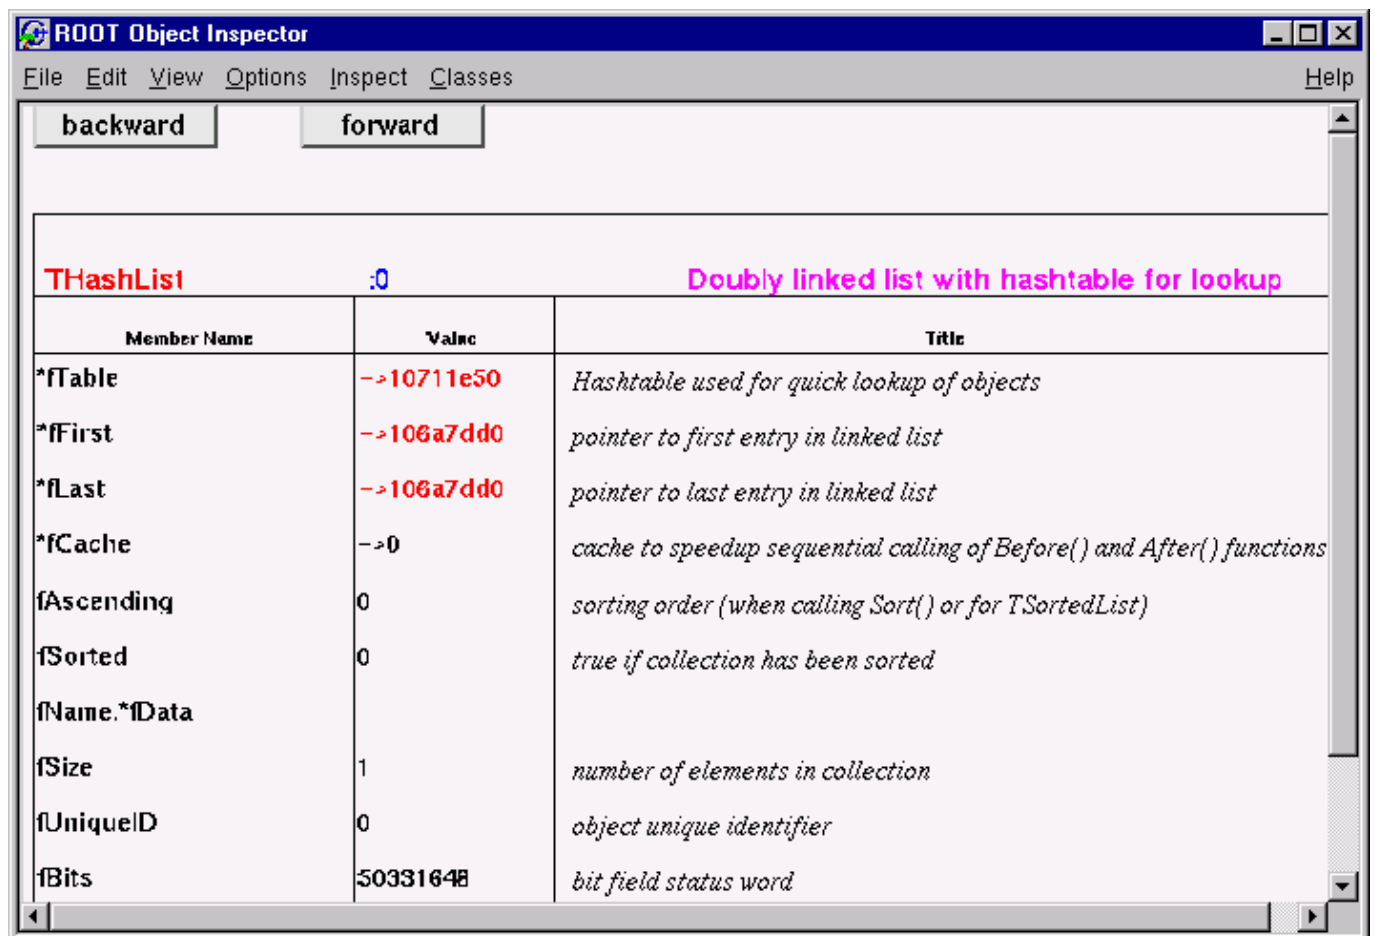 ROOT Object Inspector
File Edit View Options Inspect Classes Help
backward forward
THashList :0 Doubly linked list with hashtable for lookup
Member Name Value Title
*fTable ->10711e50 Hashtable used for quick lookup of objects
*fFirst ->106a7dd0 pointer to first entry in linked list
*fLast ->106a7dd0 pointer to last entry in linked list
*fCache ->0 cache to speedup sequential calling of Before() and After() functions
fAscending 0 sorting order (when calling Sort() or for TSortedList)
fSorted 0 true if collection has been sorted
fName.*fData
fSize 1 number of elements in collection
fUniqueID 0 object unique identifier
fBits 50331648 bit field status word